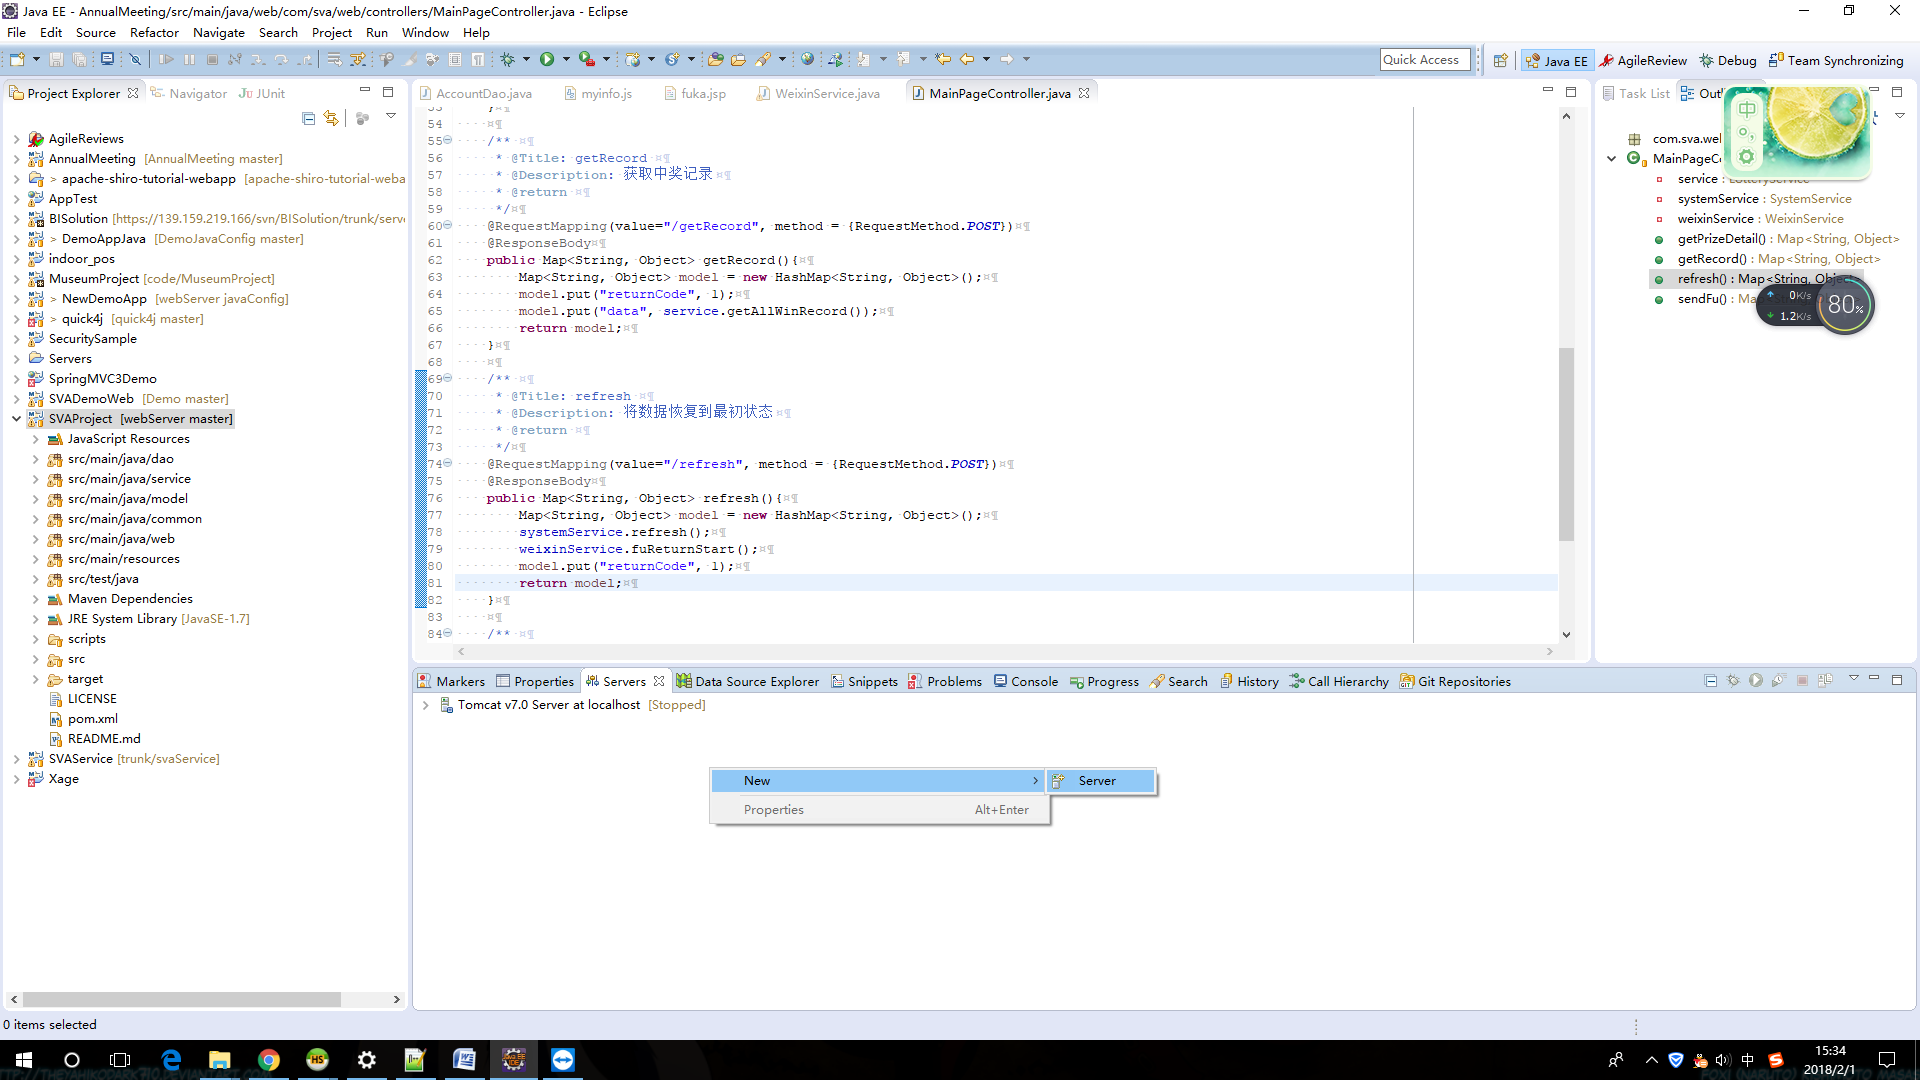 Java EE - AnnualMeeting/src/main/java/web/com/sva/web/controllers/MainPageController.java - Eclipse
File Edit Source Refactor Navigate Search Project Run Window Help
Quick Access
Java EE
AgileReview
Debug
Team Synchronizing
Project Explorer
Navigator
JUnit
AgileReviews
AnnualMeeting [AnnualMeeting master]
> apache-shiro-tutorial-webapp [apache-shiro-tutorial-weba
AppTest
BISolution [https://139.159.219.166/svn/BISolution/trunk/serve
> DemoAppJava [DemoJavaConfig master]
indoor_pos
MuseumProject [code/MuseumProject]
> NewDemoApp [webServer javaConfig]
> quick4j [quick4j master]
SecuritySample
Servers
SpringMVC3Demo
SVADemoWeb [Demo master]
SVAProject [webServer master]
JavaScript Resources
src/main/java/dao
src/main/java/service
src/main/java/model
src/main/java/common
src/main/java/web
src/main/resources
src/test/java
Maven Dependencies
JRE System Library [JavaSE-1.7]
scripts
src
target
LICENSE
pom.xml
README.md
SVAService [trunk/svaService]
Xage
0 items selected
AccountDao.java
myinfo.js
fuka.jsp
WeixinService.java
MainPageController.java
53 }
54
55 /**
56 * @Title: getRecord
57 * @Description: 获取中奖记录
58 * @return
59 */
60 @RequestMapping(value="/getRecord", method = {RequestMethod.POST})
61 @ResponseBody
62 public Map<String, Object> getRecord(){
63 Map<String, Object> model = new HashMap<String, Object>();
64 model.put("returnCode", 1);
65 model.put("data", service.getAllWinRecord());
66 return model;
67 }
68
69 /**
70 * @Title: refresh
71 * @Description: 将数据恢复到最初状态
72 * @return
73 */
74 @RequestMapping(value="/refresh", method = {RequestMethod.POST})
75 @ResponseBody
76 public Map<String, Object> refresh(){
77 Map<String, Object> model = new HashMap<String, Object>();
78 systemService.refresh();
79 weixinService.fuReturnStart();
80 model.put("returnCode", 1);
81 return model;
82 }
83
84 /**
Task List
Outl
中
com.sva.we
MainPageC
service : LotteryService
systemService : SystemService
weixinService : WeixinService
getPrizeDetail() : Map<String, Object>
getRecord() : Map<String, Object>
refresh() : Map<String, Obje
sendFu() : Ma
0K/s
1.2K/s
80%
Markers
Properties
Servers
Data Source Explorer
Snippets
Problems
Console
Progress
Search
History
Call Hierarchy
Git Repositories
Tomcat v7.0 Server at localhost [Stopped]
New
Server
Properties Alt+Enter
中
15:34
2018/2/1